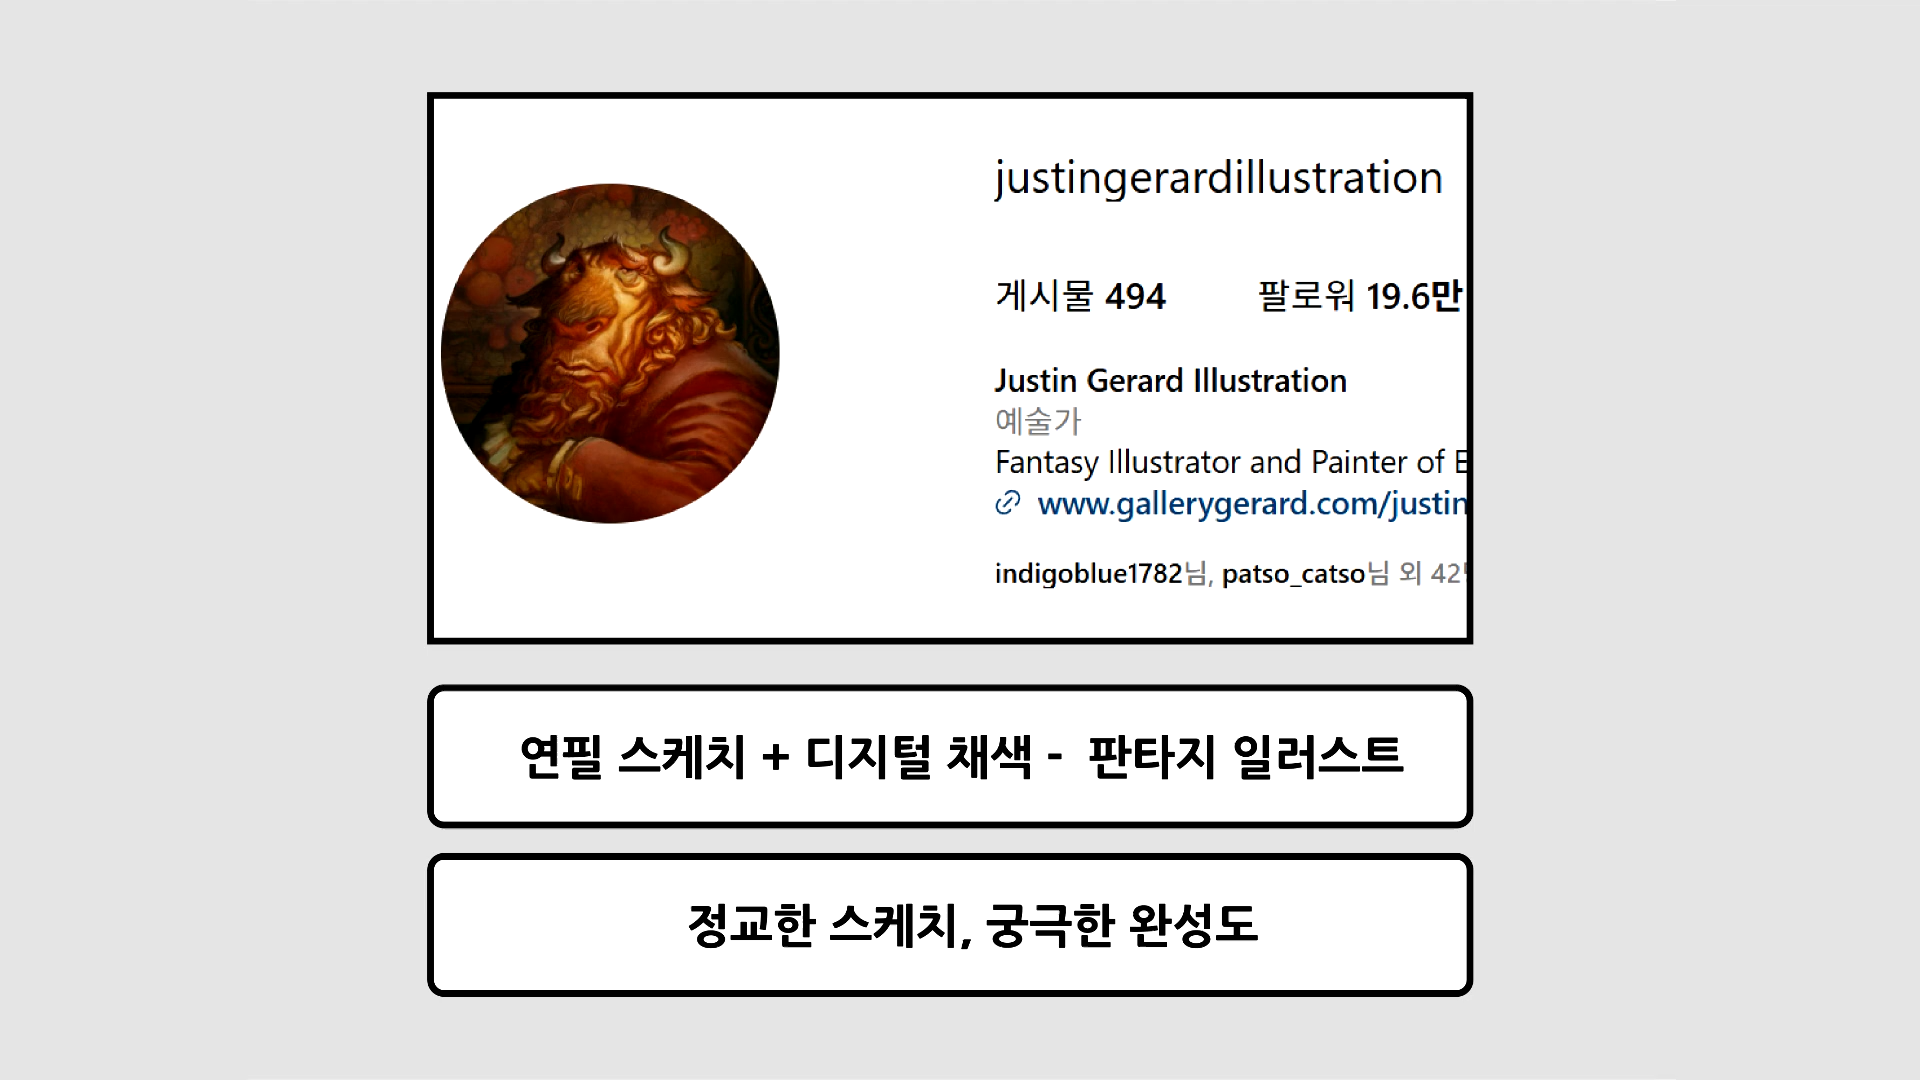 justingerardillustration
게시물 494 팔로워 19.6만
Justin Gerard Illustration
예술가
Fantasy Illustrator and Painter of
www.gallerygerard.com/justin
indigoblue1782님, patso_catso님 외 42
연필 스케치 + 디지털 채색 - 판타지 일러스트
정교한 스케치, 궁극한 완성도